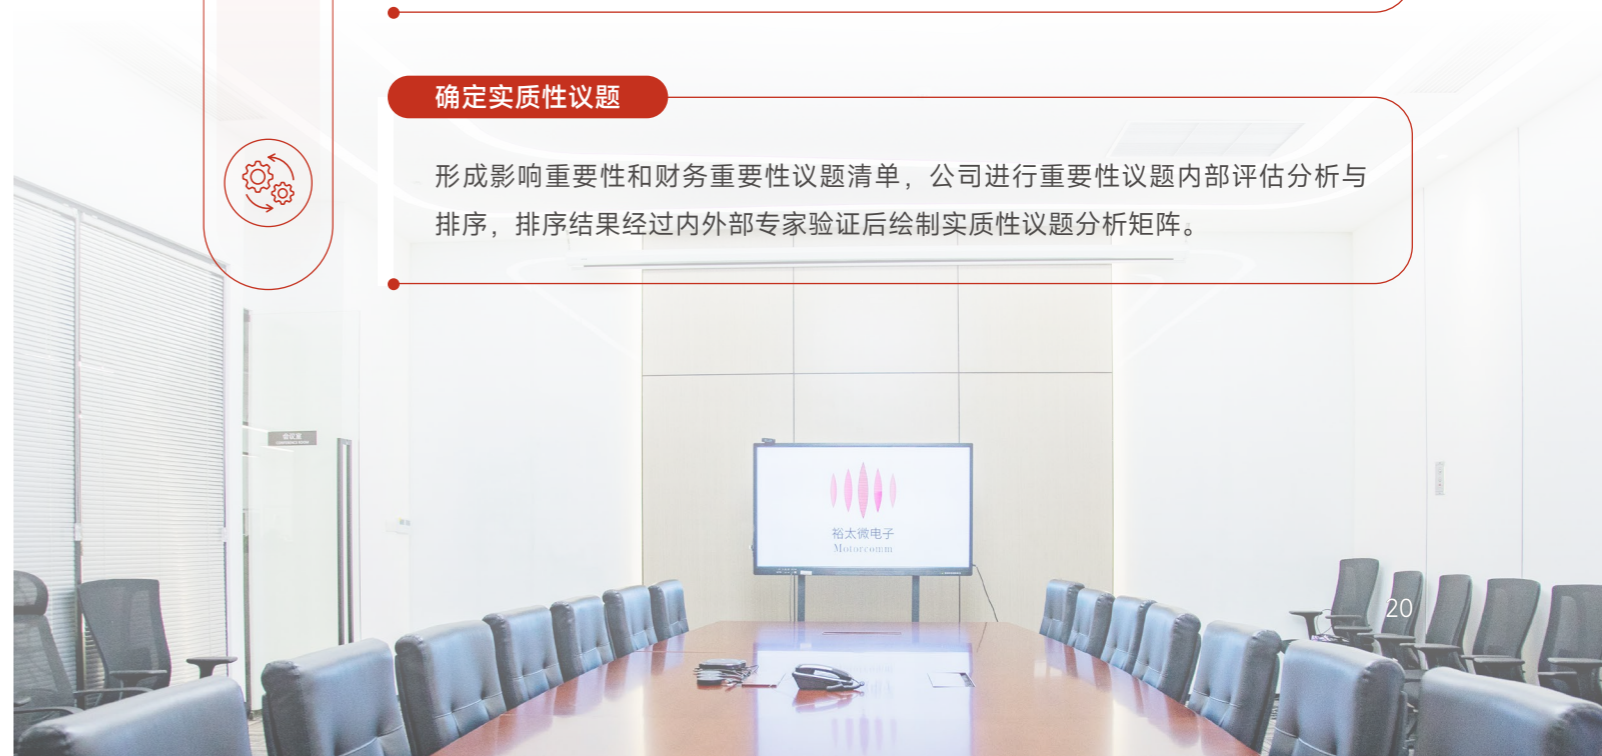 确定实质性议题
形成影响重要性和财务重要性议题清单，公司进行重要性议题内部评估分析与
排序，排序结果经过内外部专家验证后绘制实质性议题分析矩阵。
会议室
裕太微电子
Motorcomm
20